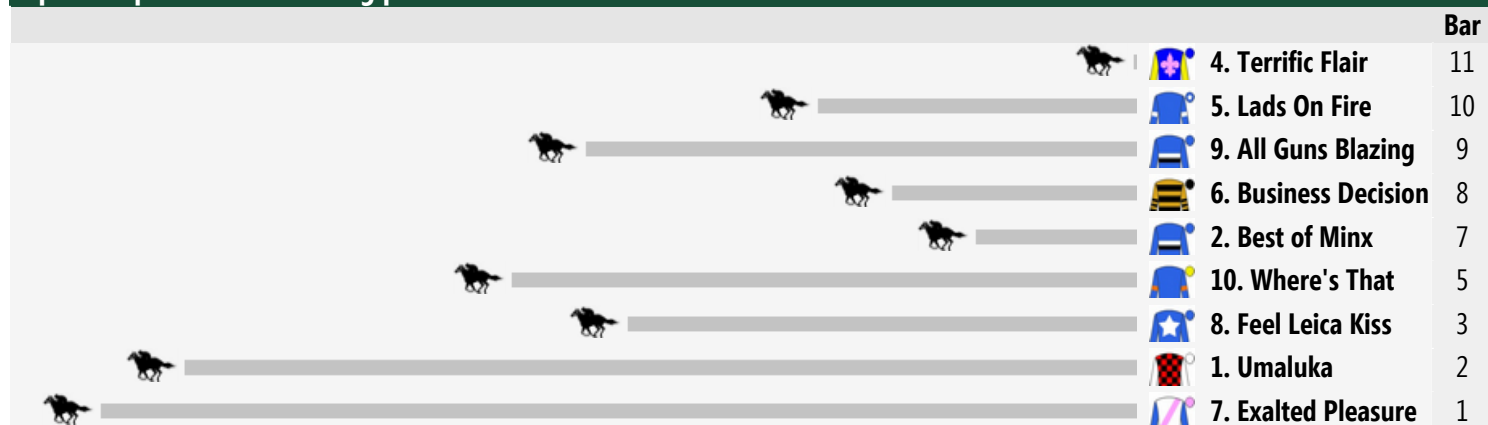 Bar
4. Terrific Flair 11
5. Lads On Fire 10
9. All Guns Blazing 9
6. Business Decision 8
2. Best of Minx 7
10. Where's That 5
8. Feel Leica Kiss 3
1. Umaluka 2
7. Exalted Pleasure 1